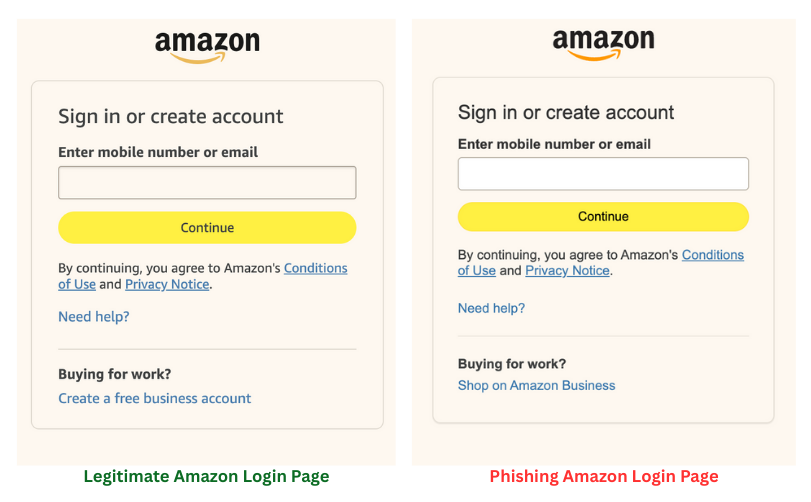 amazon
Sign in or create account
Enter mobile number or email
Continue
By continuing, you agree to Amazon's Conditions
of Use and Privacy Notice.
Need help?
Buying for work?
Create a free business account
Legitimate Amazon Login Page
amazon
Sign in or create account
Enter mobile number or email
Continue
By continuing, you agree to Amazon's Conditions
of Use and Privacy Notice.
Need help?
Buying for work?
Shop on Amazon Business
Phishing Amazon Login Page